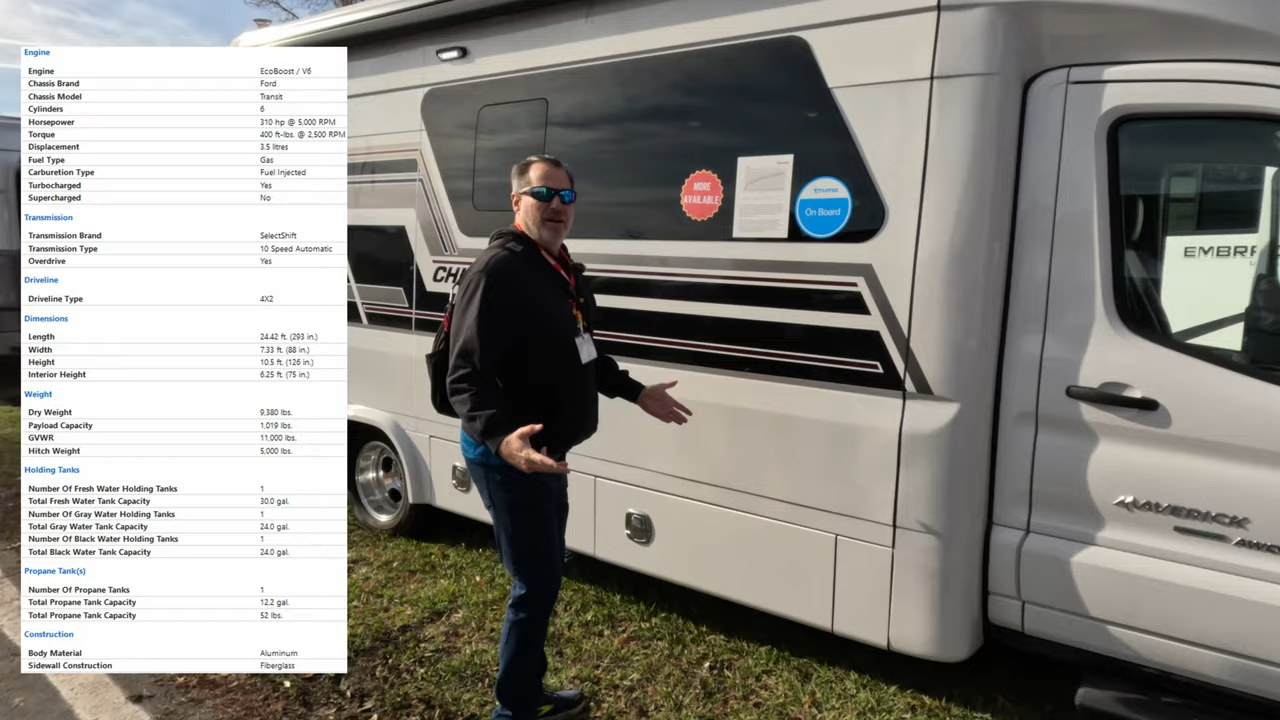 Engine
Engine EcoBoost / V6
Chassis Brand Ford
Chassis Model Transit
Cylinders 6
Horsepower 310 hp @ 5,000 RPM
Torque 400 ft-lbs. @ 2,500 RPM
Displacement 3.5 litres
Fuel Type Gas
Carburetion Type Fuel Injected
Turbocharged Yes
Supercharged No
Transmission
Transmission Brand SelectShift
Transmission Type 10 Speed Automatic
Overdrive Yes
Driveline
Driveline Type 4X2
Dimensions
Length 24.42 ft. (293 in.)
Width 7.33 ft. (88 in.)
Height 10.5 ft. (126 in.)
Interior Height 6.25 ft. (75 in.)
Weight
Dry Weight 9,380 lbs.
Payload Capacity 1,019 lbs.
GVWR 11,000 lbs.
Hitch Weight 5,000 lbs.
Holding Tanks
Number Of Fresh Water Holding Tanks 1
Total Fresh Water Tank Capacity 30.0 gal.
Number Of Gray Water Holding Tanks 1
Total Gray Water Tank Capacity 24.0 gal.
Number Of Black Water Holding Tanks 1
Total Black Water Tank Capacity 24.0 gal.
Propane Tank(s)
Number Of Propane Tanks 1
Total Propane Tank Capacity 12.2 gal.
Total Propane Tank Capacity 52 lbs.
Construction
Body Material Aluminum
Sidewall Construction Fiberglass
MORE
AVAILABLE
Truma
On Board
CH
EMBR
MAVERICK
AWD